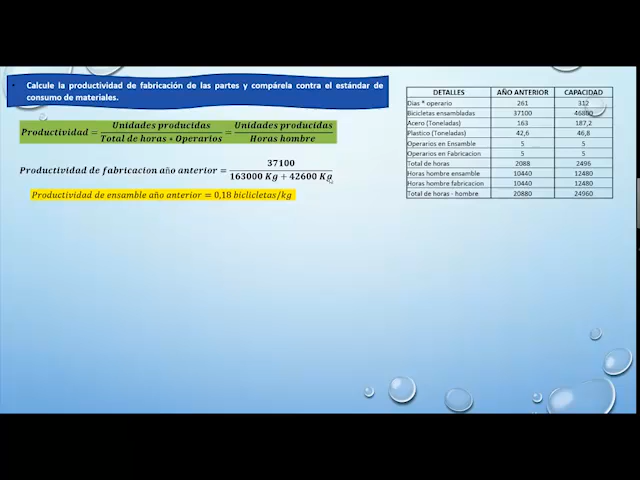 Calcule la productividad de fabricación de las partes y compárela contra el estándar de
consumo de materiales.
Productividad = Unidades producidas / Total de horas * Operarios = Unidades producidas / Horas hombre
Productividad de fabricacion año anterior = 37100 / 163000 Kg + 42600 Kg
Productividad de ensamble año anterior = 0,18 biclicletas/kg
DETALLES AÑO ANTERIOR CAPACIDAD
Dias * operario 261 312
Bicicletas ensambladas 37100 46800
Acero (Toneladas) 163 187,2
Plastico (Toneladas) 42,6 46,8
Operarios en Ensamble 5 5
Operarios en Fabricacion 5 5
Total de horas 2088 2496
Horas hombre ensamble 10440 12480
Horas hombre fabricacion 10440 12480
Total de horas - hombre 20880 24960